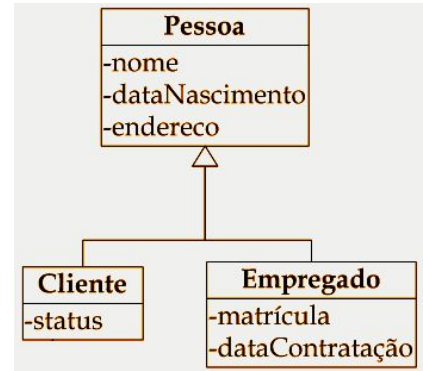 Pessoa
-nome
-dataNascimento
-endereco
Cliente
-status
Empregado
-matrícula
-dataContratação